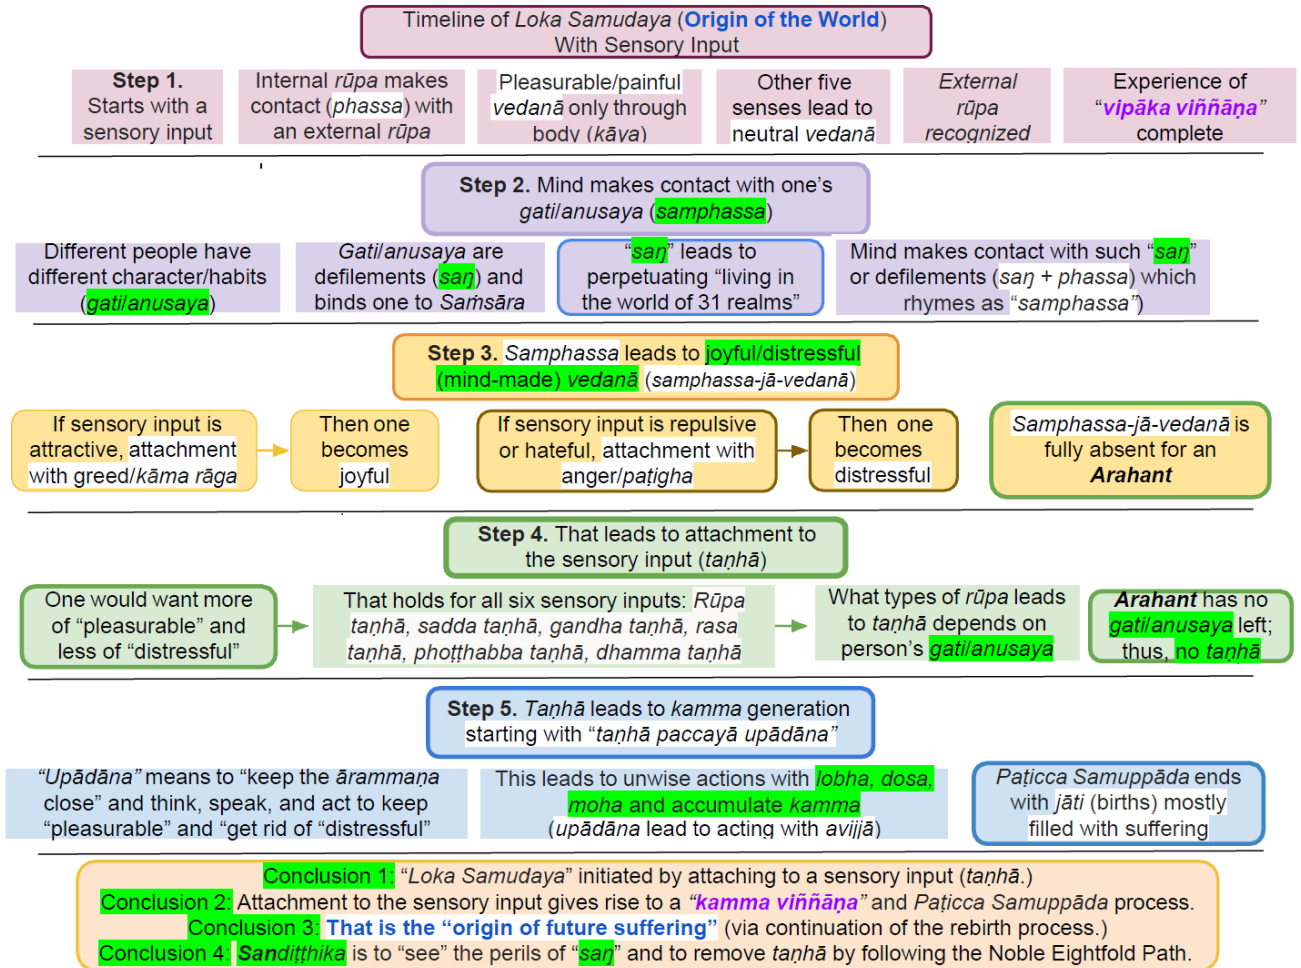 Timeline of Loka Samudaya (Origin of the World)
With Sensory Input
Step 1.
Starts with a
sensory input
Internal rūpa makes
contact (phassa) with
an external rūpa
Pleasurable/painful
vedanā only through
body (kāya)
Other five
senses lead to
neutral vedanā
External
rūpa
recognized
Experience of
“vipāka viññāṇa”
complete
Step 2. Mind makes contact with one’s
gati/anusaya (samphassa)
Different people have
different character/habits
(gati/anusaya)
Gati/anusaya are
defilements (saŋ) and
binds one to Saṁsāra
“saŋ” leads to
perpetuating “living in
the world of 31 realms”
Mind makes contact with such “saŋ”
or defilements (saŋ + phassa) which
rhymes as “samphassa”)
Step 3. Samphassa leads to joyful/distressful
(mind-made) vedanā (samphassa-jā-vedanā)
If sensory input is
attractive, attachment
with greed/kāma rāga
Then one
becomes
joyful
If sensory input is repulsive
or hateful, attachment with
anger/paṭigha
Then one
becomes
distressful
Samphassa-jā-vedanā is
fully absent for an
Arahant
Step 4. That leads to attachment to
the sensory input (taṇhā)
One would want more
of “pleasurable” and
less of “distressful”
That holds for all six sensory inputs: Rūpa
taṇhā, sadda taṇhā, gandha taṇhā, rasa
taṇhā, phoṭṭhabba taṇhā, dhamma taṇhā
What types of rūpa leads
to taṇhā depends on
person’s gati/anusaya
Arahant has no
gati/anusaya left;
thus, no taṇhā
Step 5. Taṇhā leads to kamma generation
starting with “taṇhā paccayā upādāna”
“Upādāna” means to “keep the ārammaṇa
close” and think, speak, and act to keep
“pleasurable” and “get rid of “distressful”
This leads to unwise actions with lobha, dosa,
moha and accumulate kamma
(upādāna lead to acting with avijjā)
Paṭicca Samuppāda ends
with jāti (births) mostly
filled with suffering
Conclusion 1: “Loka Samudaya” initiated by attaching to a sensory input (taṇhā.)
Conclusion 2: Attachment to the sensory input gives rise to a “kamma viññāṇa” and Paṭicca Samuppāda process.
Conclusion 3: That is the “origin of future suffering” (via continuation of the rebirth process.)
Conclusion 4: Sandiṭṭhika is to “see” the perils of “saŋ” and to remove taṇhā by following the Noble Eightfold Path.